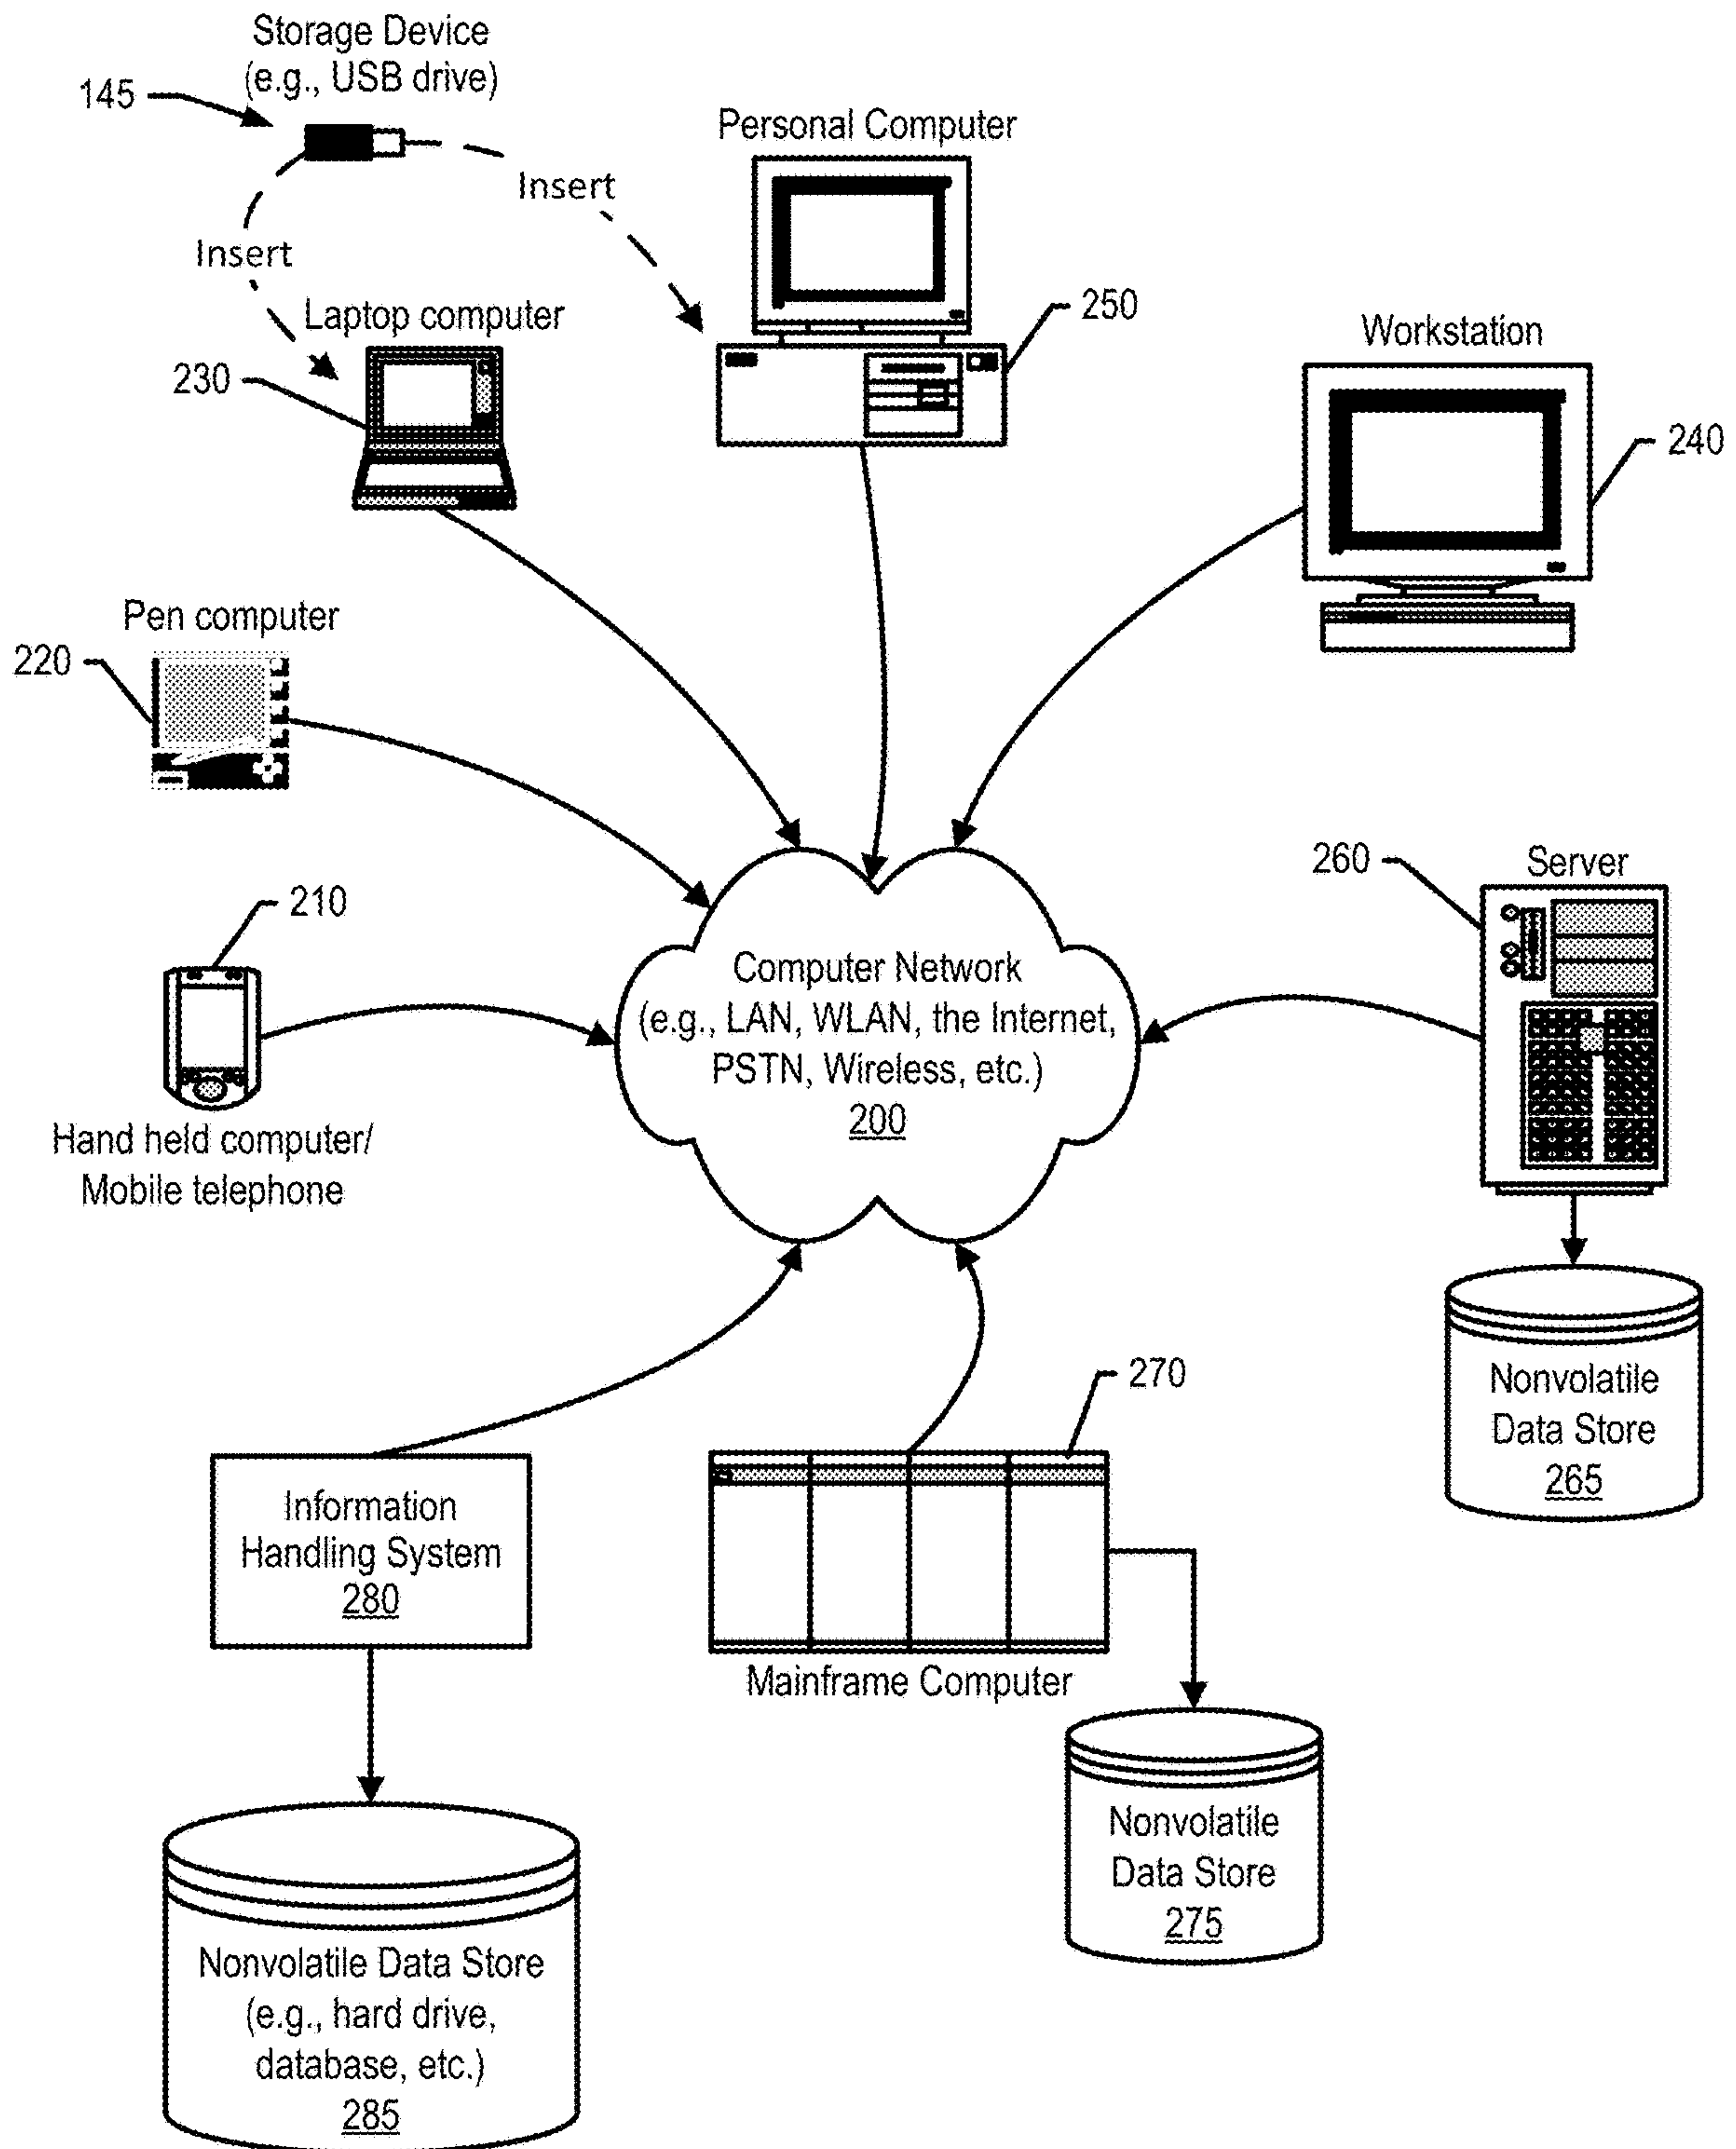 Storage Device
(e.g., USB drive)
145
Personal Computer
Insert
Insert
Laptop computer
250
Workstation
230
240
Pen computer
220
260
Server
210
Computer Network
(e.g., LAN, WLAN, the Internet,
PSTN, Wireless, etc.)
200
Hand held computer/
Mobile telephone
270
Nonvolatile
Data Store
265
Information
Handling System
280
Mainframe Computer
Nonvolatile
Data Store
275
Nonvolatile Data Store
(e.g., hard drive,
database, etc.)
285